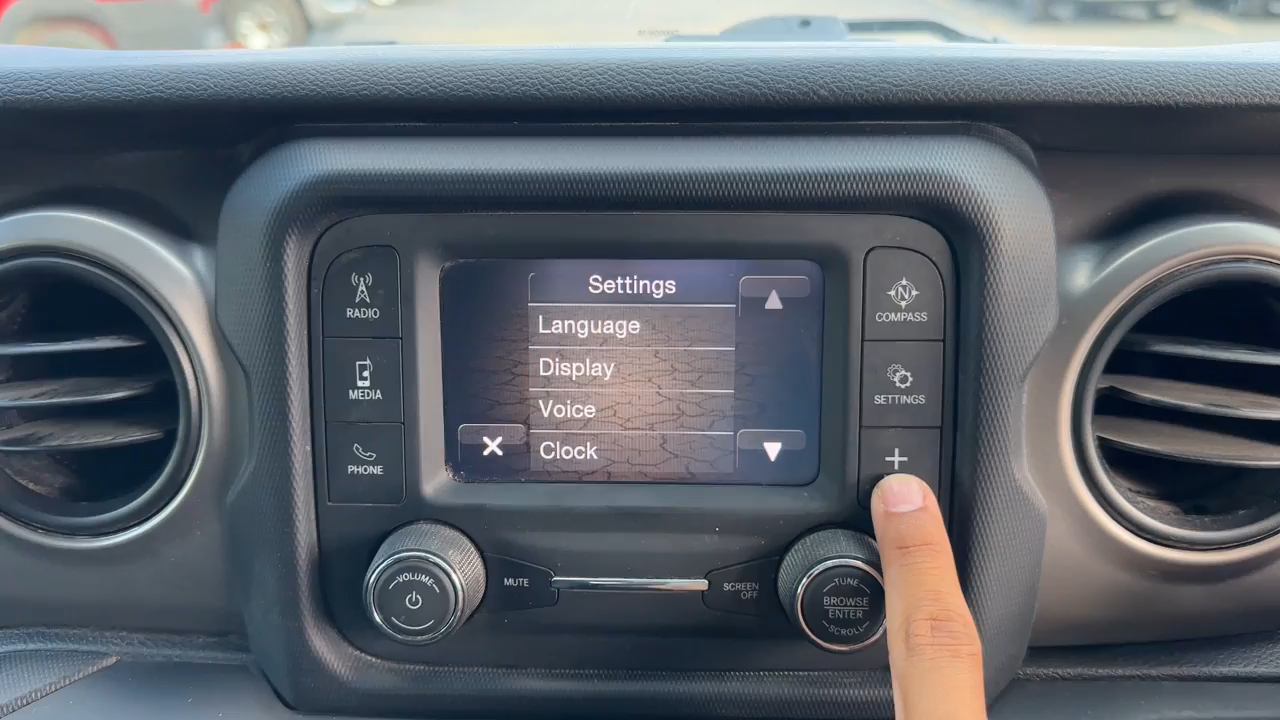 RADIO
MEDIA
PHONE
Settings
Language
Display
Voice
Clock
N
COMPASS
SETTINGS
VOLUME
MUTE
SCREEN
OFF
TUNE
BROWSE
ENTER
SCROLL